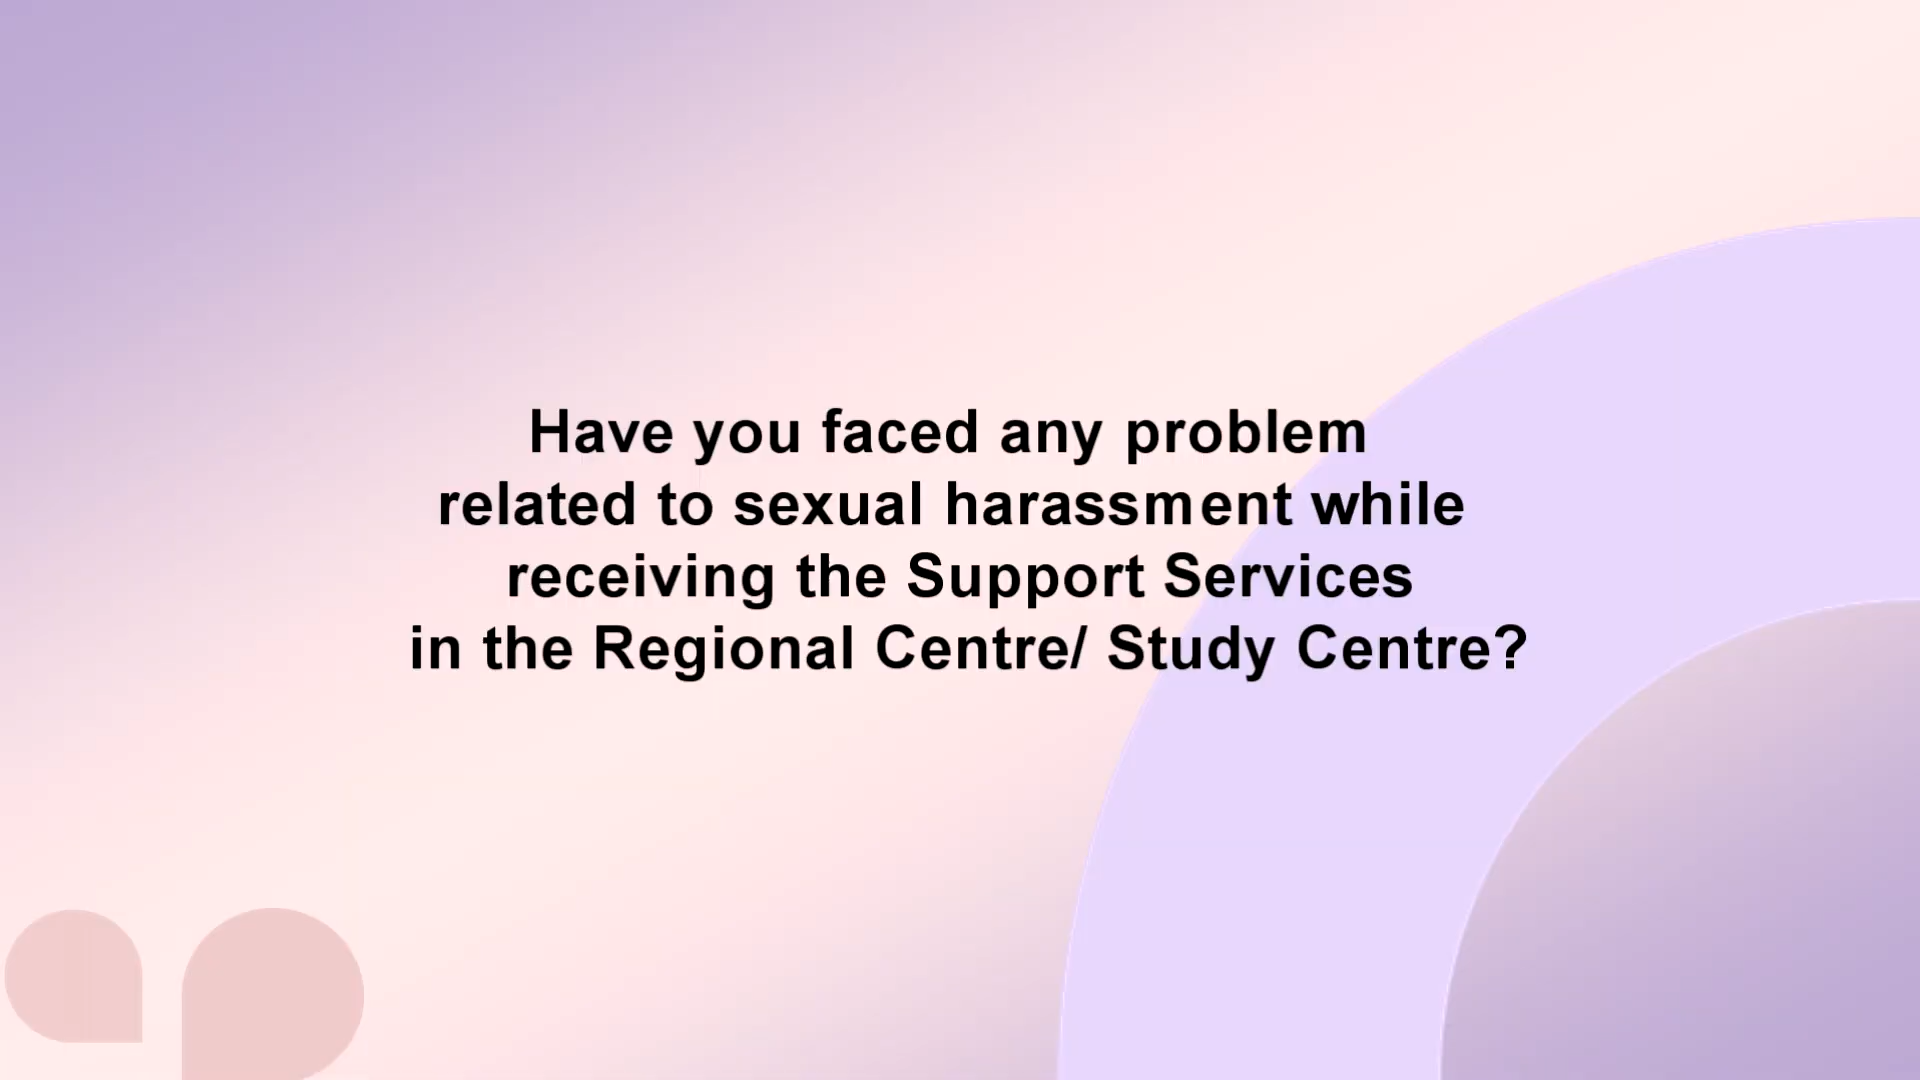 Have you faced any problem
related to sexual harassment while
receiving the Support Services
in the Regional Centre/ Study Centre?